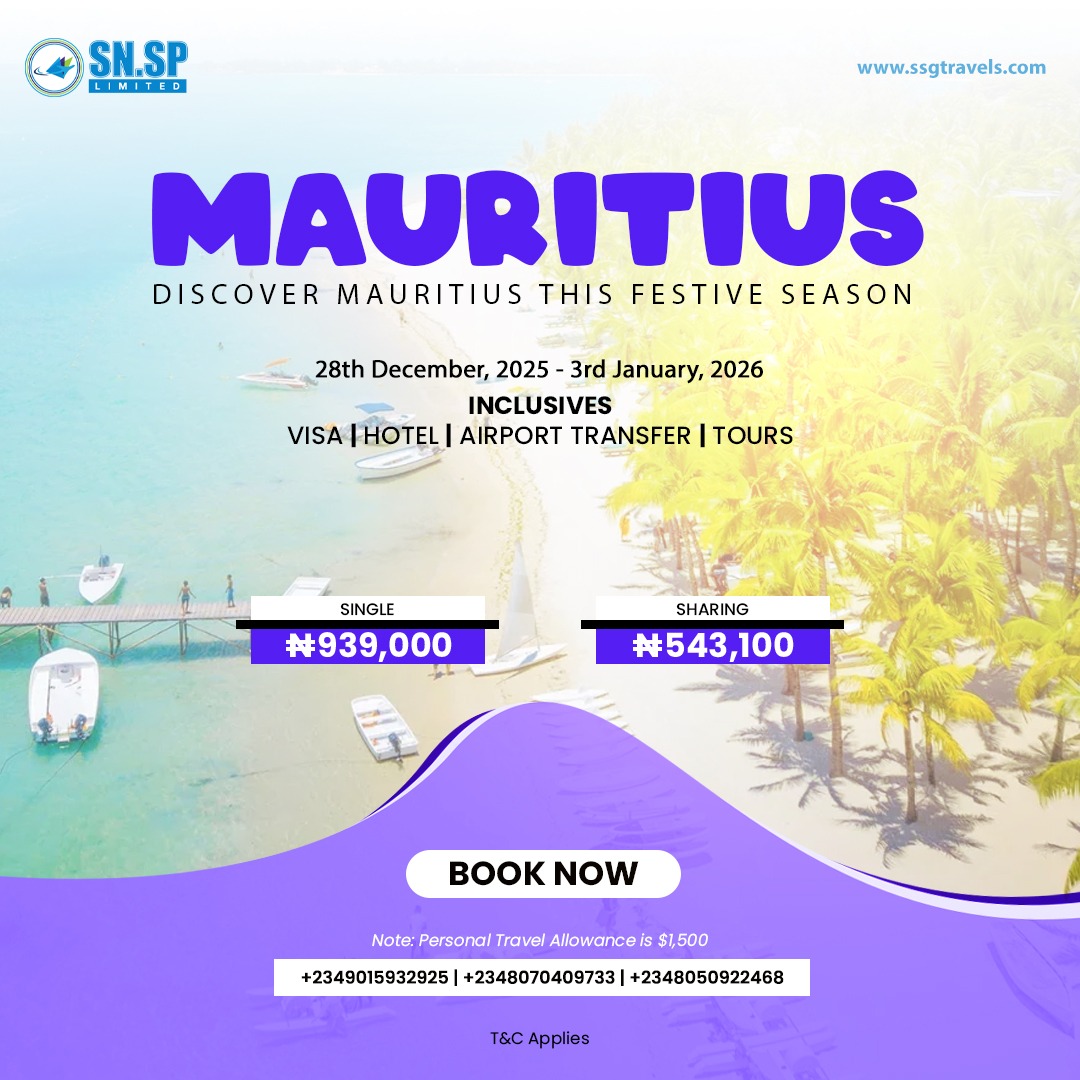 SN.SP
LIMITED
www.ssgtravels.com
MAURITIUS
DISCOVER MAURITIUS THIS FESTIVE SEASON
28th December, 2025 - 3rd January, 2026
INCLUSIVES
VISA | HOTEL | AIRPORT TRANSFER | TOURS
SINGLE
₦939,000
SHARING
₦543,100
BOOK NOW
Note: Personal Travel Allowance is $1,500
+2349015932925 | +2348070409733 | +2348050922468
T&C Applies